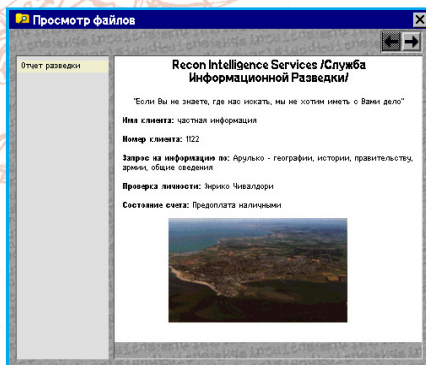 Просмотр файлов
Отчет разведки
Recon Intelligence Services /Служба
Информационной Разведки/
"Если Вы не знаете, где нас искать, мы не хотим иметь с Вами дело"
Имя клиента: частная информация
Номер клиента: 1122
Запрос на информацию по: Арулько - географии, истории, правительству,
армии, общие сведения
Проверка личности: Энрико Чивалдори
Состояние счета: Предоплата наличными